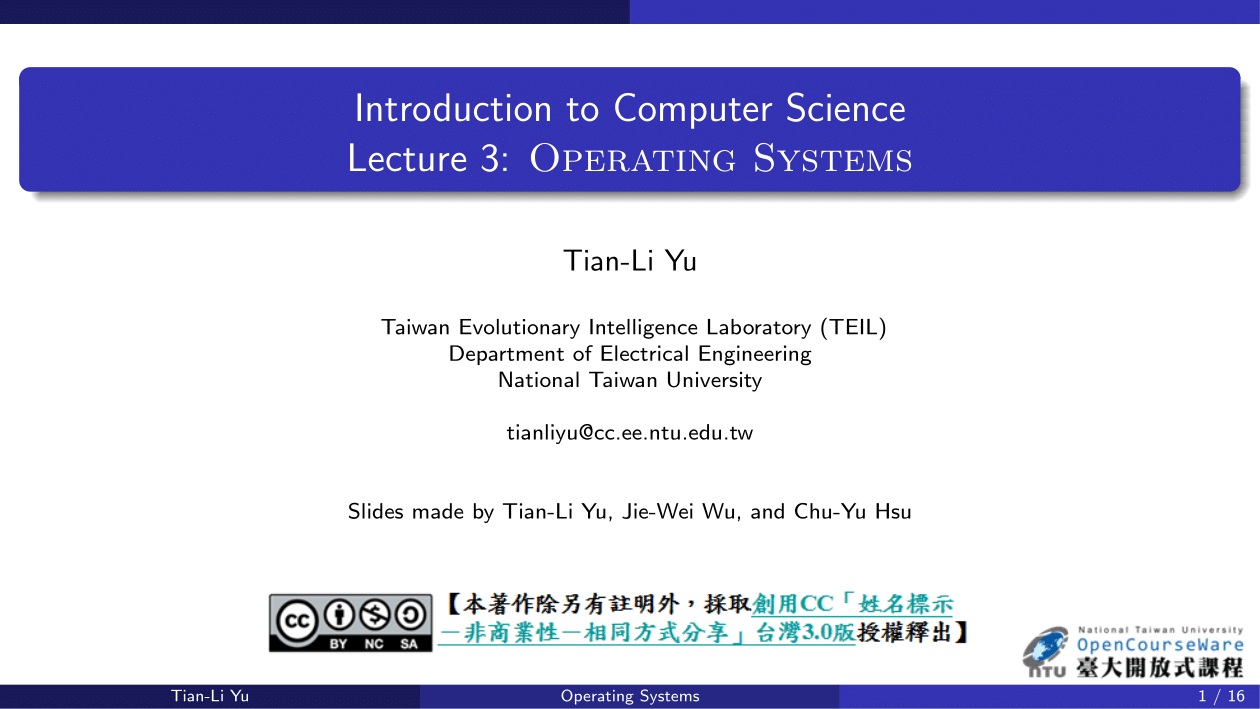 Introduction to Computer Science
Lecture 3: OPERATING SYSTEMS
Tian-Li Yu
Taiwan Evolutionary Intelligence Laboratory (TEIL)
Department of Electrical Engineering
National Taiwan University
tianliyu@cc.ee.ntu.edu.tw
Slides made by Tian-Li Yu, Jie-Wei Wu, and Chu-Yu Hsu
cc
BY NC SA
【本著作除另有註明外，採取創用CC「姓名標示
－非商業性－相同方式分享」台灣3.0版授權釋出】
National Taiwan University
OpenCourseWare
NTU 臺大開放式課程
Tian-Li Yu Operating Systems 1 / 16